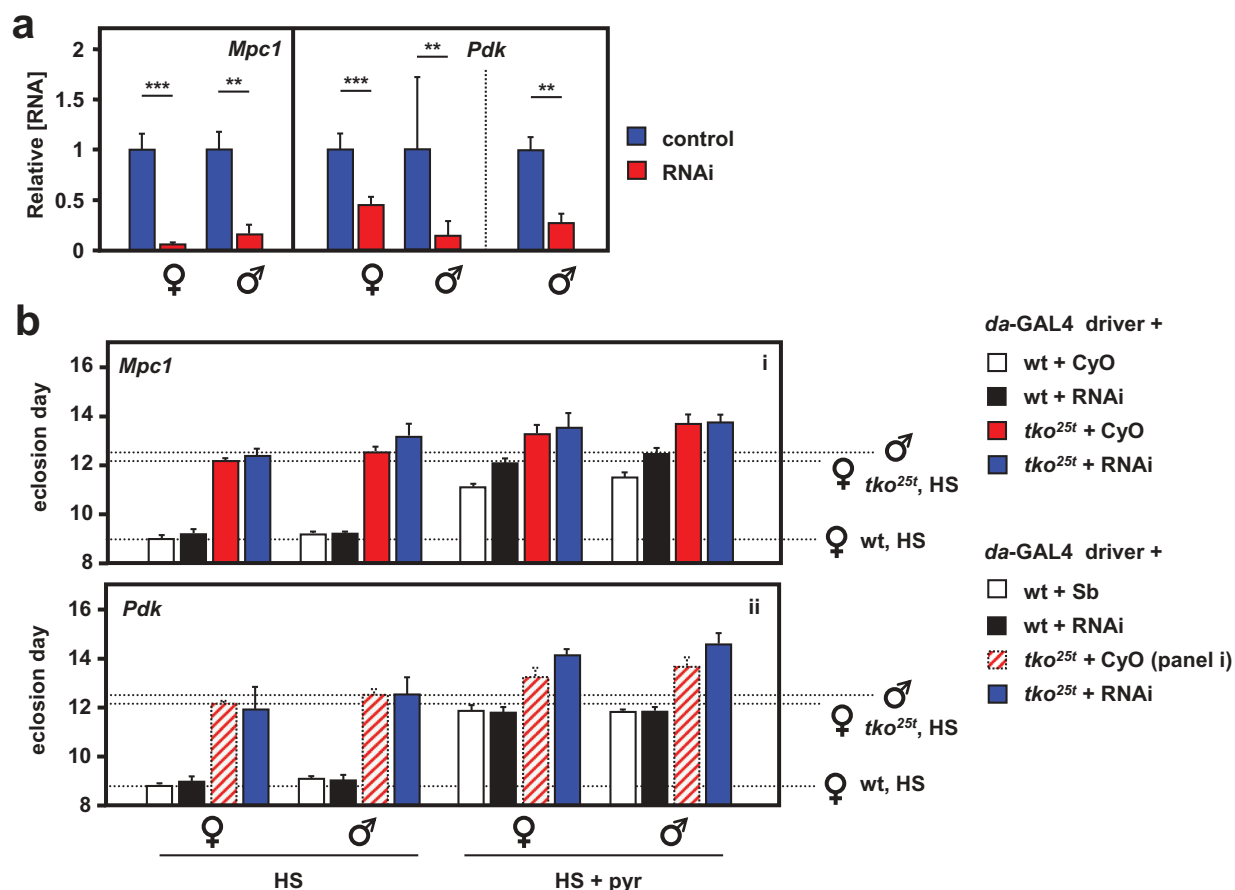 a
Mpc1
Pdk
Relative [RNA]
2
1.5
1
0.5
0
*** ** *** ** **
control
RNAi
♀ ♂ ♀ ♂ ♂
b
Mpc1
i
eclosion day
16
14
12
10
8
♂
♀ tko25t, HS
♀ wt, HS
da-GAL4 driver +
wt + CyO
wt + RNAi
tko25t + CyO
tko25t + RNAi
Pdk
ii
eclosion day
16
14
12
10
8
♂
♀ tko25t, HS
♀ wt, HS
da-GAL4 driver +
wt + Sb
wt + RNAi
tko25t + CyO (panel i)
tko25t + RNAi
♀ ♂ ♀ ♂
HS HS + pyr